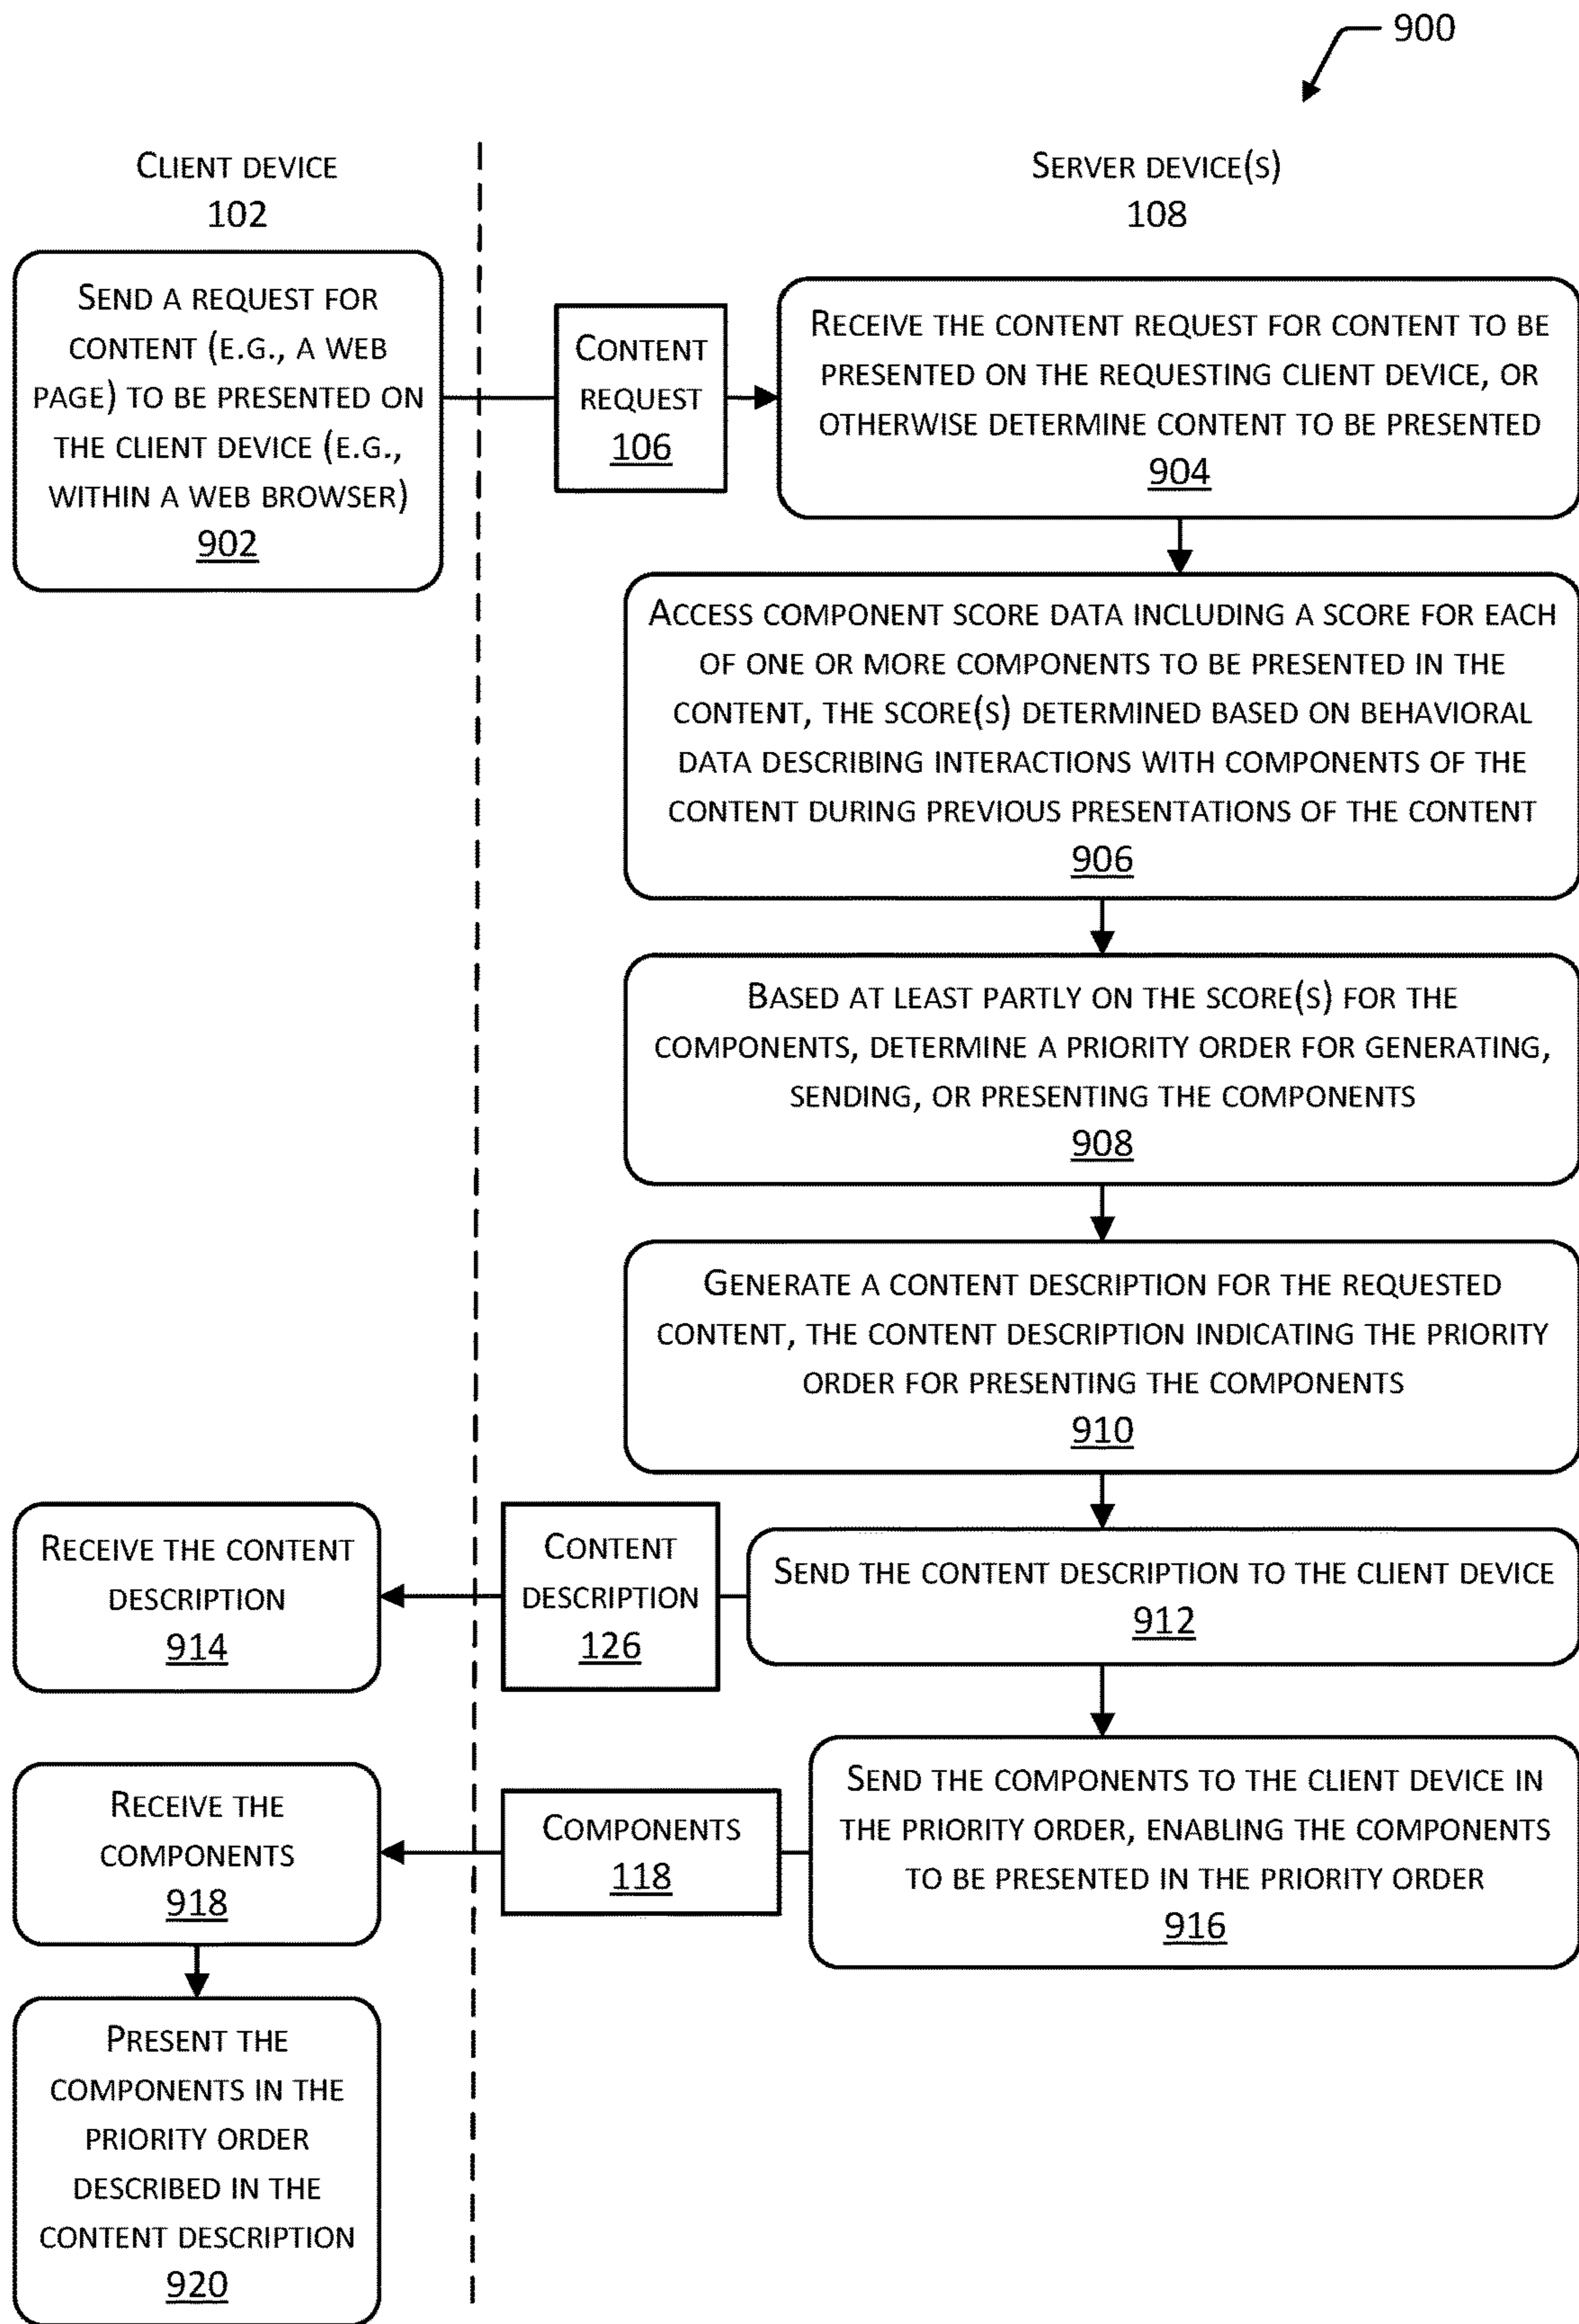 900
CLIENT DEVICE
102
SERVER DEVICE(S)
108
SEND A REQUEST FOR
CONTENT (E.G., A WEB
PAGE) TO BE PRESENTED ON
THE CLIENT DEVICE (E.G.,
WITHIN A WEB BROWSER)
902
CONTENT
REQUEST
106
RECEIVE THE CONTENT REQUEST FOR CONTENT TO BE
PRESENTED ON THE REQUESTING CLIENT DEVICE, OR
OTHERWISE DETERMINE CONTENT TO BE PRESENTED
904
ACCESS COMPONENT SCORE DATA INCLUDING A SCORE FOR EACH
OF ONE OR MORE COMPONENTS TO BE PRESENTED IN THE
CONTENT, THE SCORE(S) DETERMINED BASED ON BEHAVIORAL
DATA DESCRIBING INTERACTIONS WITH COMPONENTS OF THE
CONTENT DURING PREVIOUS PRESENTATIONS OF THE CONTENT
906
BASED AT LEAST PARTLY ON THE SCORE(S) FOR THE
COMPONENTS, DETERMINE A PRIORITY ORDER FOR GENERATING,
SENDING, OR PRESENTING THE COMPONENTS
908
GENERATE A CONTENT DESCRIPTION FOR THE REQUESTED
CONTENT, THE CONTENT DESCRIPTION INDICATING THE PRIORITY
ORDER FOR PRESENTING THE COMPONENTS
910
RECEIVE THE CONTENT
DESCRIPTION
914
CONTENT
DESCRIPTION
126
SEND THE CONTENT DESCRIPTION TO THE CLIENT DEVICE
912
RECEIVE THE
COMPONENTS
918
COMPONENTS
118
SEND THE COMPONENTS TO THE CLIENT DEVICE IN
THE PRIORITY ORDER, ENABLING THE COMPONENTS
TO BE PRESENTED IN THE PRIORITY ORDER
916
PRESENT THE
COMPONENTS IN THE
PRIORITY ORDER
DESCRIBED IN THE
CONTENT DESCRIPTION
920